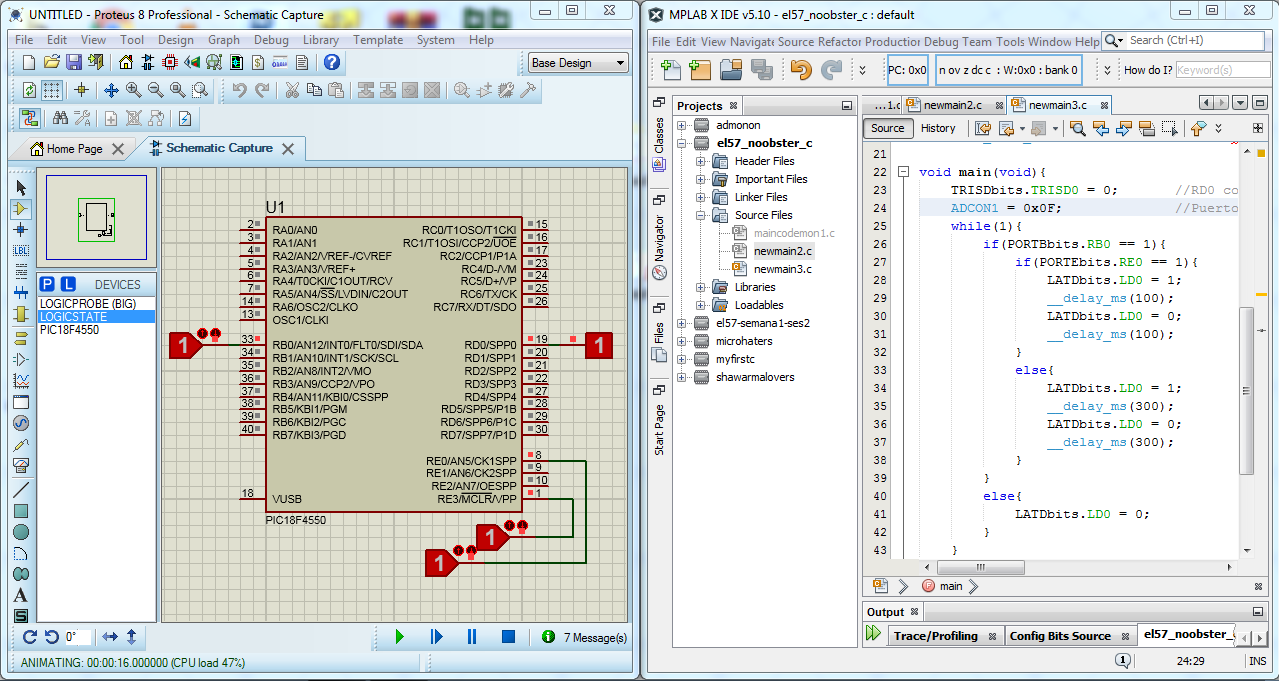 UNTITLED - Proteus 8 Professional - Schematic Capture
File Edit View Tool Design Graph Debug Library Template System Help
Base Design
Home Page
Schematic Capture
P L DEVICES
LOGICPROBE (BIG)
LOGICSTATE
PIC18F4550
LBL
A
S
U1
2 RA0/AN0 RC0/T1OSO/T1CKI 15
3 RA1/AN1 RC1/T1OSI/CCP2/UOE 16
4 RA2/AN2/VREF-/CVREF RC2/CCP1/P1A 17
5 RA3/AN3/VREF+ RC4/D-/VM 23
6 RA4/T0CKI/C1OUT/RCV RC5/D+/VP 24
7 RA5/AN4/SS/LVDIN/C2OUT RC6/TX/CK 25
14 RA6/OSC2/CLKO RC7/RX/DT/SDO 26
13 OSC1/CLKI
1 33 RB0/AN12/INT0/FLT0/SDI/SDA RD0/SPP0 19 1
34 RB1/AN10/INT1/SCK/SCL RD1/SPP1 20
35 RB2/AN8/INT2/VMO RD2/SPP2 21
36 RB3/AN9/CCP2/VPO RD3/SPP3 22
37 RB4/AN11/KBI0/CSSPP RD4/SPP4 27
38 RB5/KBI1/PGM RD5/SPP5/P1B 28
39 RB6/KBI2/PGC RD6/SPP6/P1C 29
40 RB7/KBI3/PGD RD7/SPP7/P1D 30
RE0/AN5/CK1SPP 8
RE1/AN6/CK2SPP 9
RE2/AN7/OESPP 10
18 VUSB RE3/MCLR/VPP 1
PIC18F4550
1
1
0°
7 Message(s)
ANIMATING: 00:00:16.000000 (CPU load 47%)
MPLAB X IDE v5.10 - el57_noobster_c : default
File Edit View Navigate Source Refactor Production Debug Team Tools Window Help
Search (Ctrl+I)
PC: 0x0
n ov z dc c : W:0x0 : bank 0
How do I?
Keyword(s)
Classes
Navigator
Files
Start Page
Projects
admonon
el57_noobster_c
Header Files
Important Files
Linker Files
Source Files
maincodemon1.c
newmain2.c
newmain3.c
Libraries
Loadables
el57-semana1-ses2
microhaters
myfirstc
shawarmalovers
...1.c
newmain2.c
newmain3.c
Source History
21
22 void main(void){
23 TRISDbits.TRISD0 = 0; //RD0 co
24 ADCON1 = 0x0F; //Puerto
25 while(1){
26 if(PORTBbits.RB0 == 1){
27 if(PORTEbits.RE0 == 1){
28 LATDbits.LD0 = 1;
29 __delay_ms(100);
30 LATDbits.LD0 = 0;
31 __delay_ms(100);
32 }
33 else{
34 LATDbits.LD0 = 1;
35 __delay_ms(300);
36 LATDbits.LD0 = 0;
37 __delay_ms(300);
38 }
39 }
40 else{
41 LATDbits.LD0 = 0;
42 }
43 }
main
Output
Trace/Profiling
Config Bits Source
el57_noobster_
1
24:29
INS